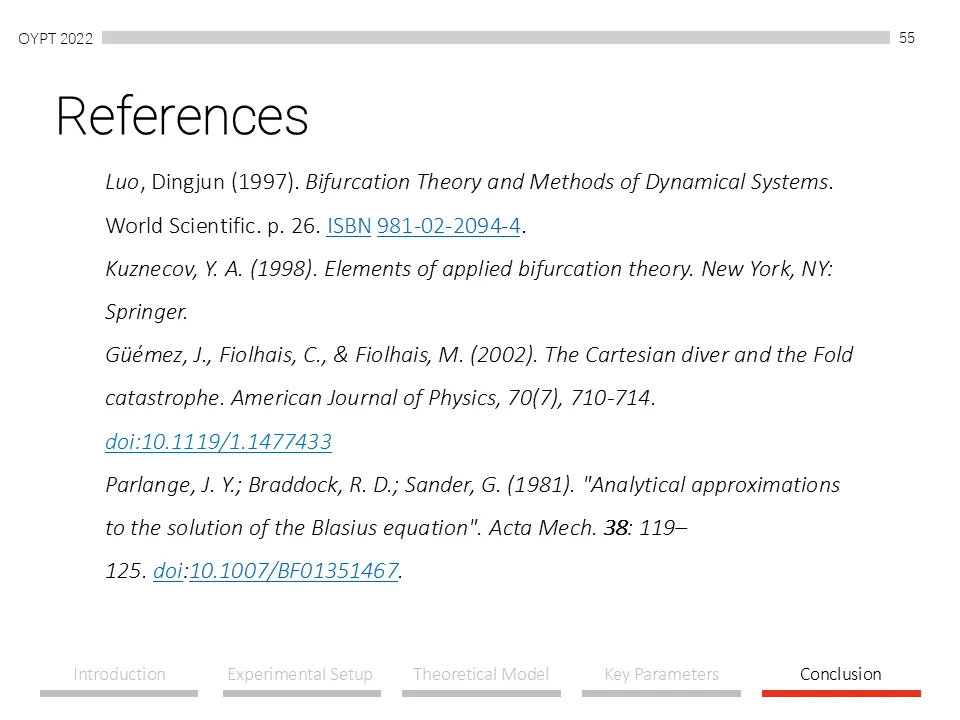 OYPT 2022
55
References
Luo, Dingjun (1997). Bifurcation Theory and Methods of Dynamical Systems.
World Scientific. p. 26. ISBN 981-02-2094-4.
Kuznecov, Y. A. (1998). Elements of applied bifurcation theory. New York, NY:
Springer.
Güémez, J., Fiolhais, C., & Fiolhais, M. (2002). The Cartesian diver and the Fold
catastrophe. American Journal of Physics, 70(7), 710-714.
doi:10.1119/1.1477433
Parlange, J. Y.; Braddock, R. D.; Sander, G. (1981). "Analytical approximations
to the solution of the Blasius equation". Acta Mech. 38: 119–
125. doi:10.1007/BF01351467.
Introduction Experimental Setup Theoretical Model Key Parameters Conclusion